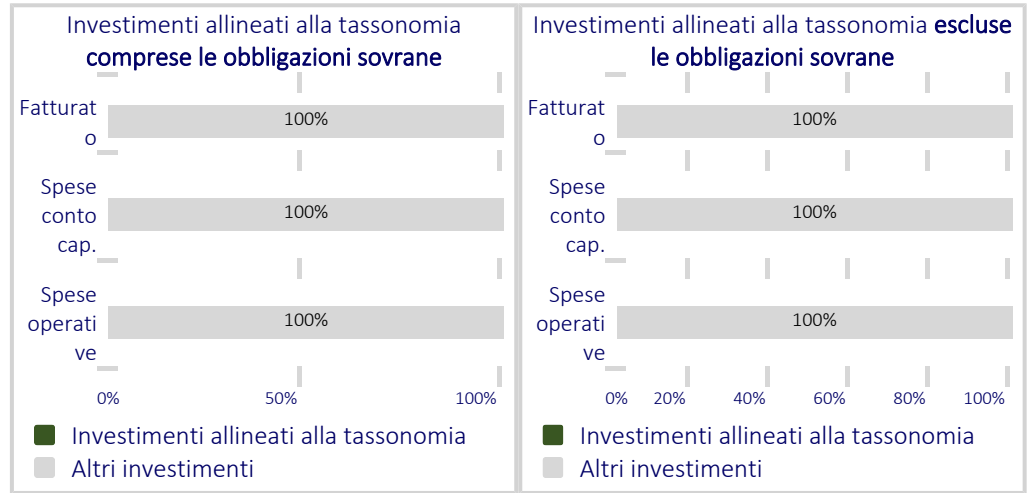 Investimenti allineati alla tassonomia
comprese le obbligazioni sovrane
Fatturat
o
100%
Spese
conto
cap.
100%
Spese
operati
ve
100%
0% 50% 100%
Investimenti allineati alla tassonomia
Altri investimenti
Investimenti allineati alla tassonomia escluse
le obbligazioni sovrane
Fatturat
o
100%
Spese
conto
cap.
100%
Spese
operati
ve
100%
0% 20% 40% 60% 80% 100%
Investimenti allineati alla tassonomia
Altri investimenti